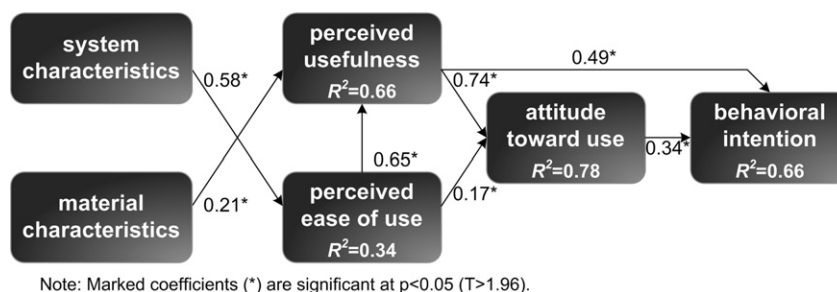 system
characteristics
perceived
usefulness
R²=0.66
0.49*
0.58*
0.74*
attitude
toward use
R²=0.78
behavioral
intention
R²=0.66
0.34*
0.65*
material
characteristics
0.21*
perceived
ease of use
R²=0.34
0.17*
Note: Marked coefficients (*) are significant at p<0.05 (T>1.96).